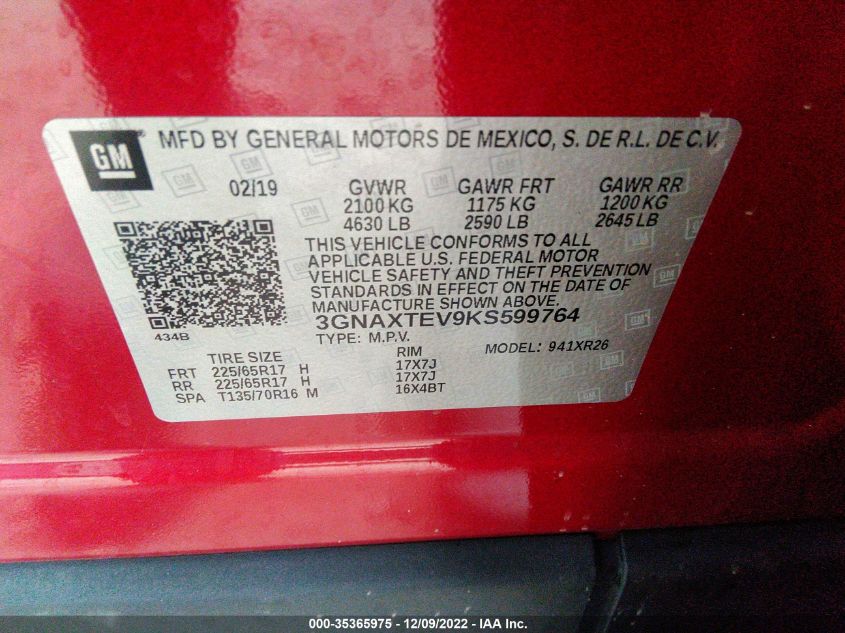 GM
MFD BY GENERAL MOTORS DE MEXICO, S. DE R.L. DE C.V.
02/19 GVWR GAWR FRT GAWR RR
2100 KG 1175 KG 1200 KG
4630 LB 2590 LB 2645 LB
THIS VEHICLE CONFORMS TO ALL
APPLICABLE U.S. FEDERAL MOTOR
VEHICLE SAFETY AND THEFT PREVENTION
STANDARDS IN EFFECT ON THE DATE OF
MANUFACTURE SHOWN ABOVE.
3GNAXTEV9KS599764
434B
TYPE: M.P.V. MODEL: 941XR26
TIRE SIZE RIM
FRT 225/65R17 H 17X7J
RR 225/65R17 H 17X7J
SPA T135/70R16 M 16X4BT
000-35365975 / 12/09/2022 - IAA Inc.